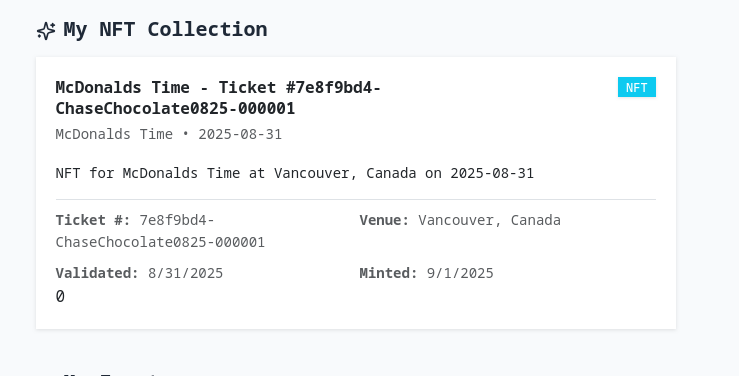 My NFT Collection
McDonalds Time - Ticket #7e8f9bd4-
ChaseChocolate0825-000001
NFT
McDonalds Time • 2025-08-31
NFT for McDonalds Time at Vancouver, Canada on 2025-08-31
Ticket #: 7e8f9bd4-
ChaseChocolate0825-000001
Venue: Vancouver, Canada
Validated: 8/31/2025
Minted: 9/1/2025
0